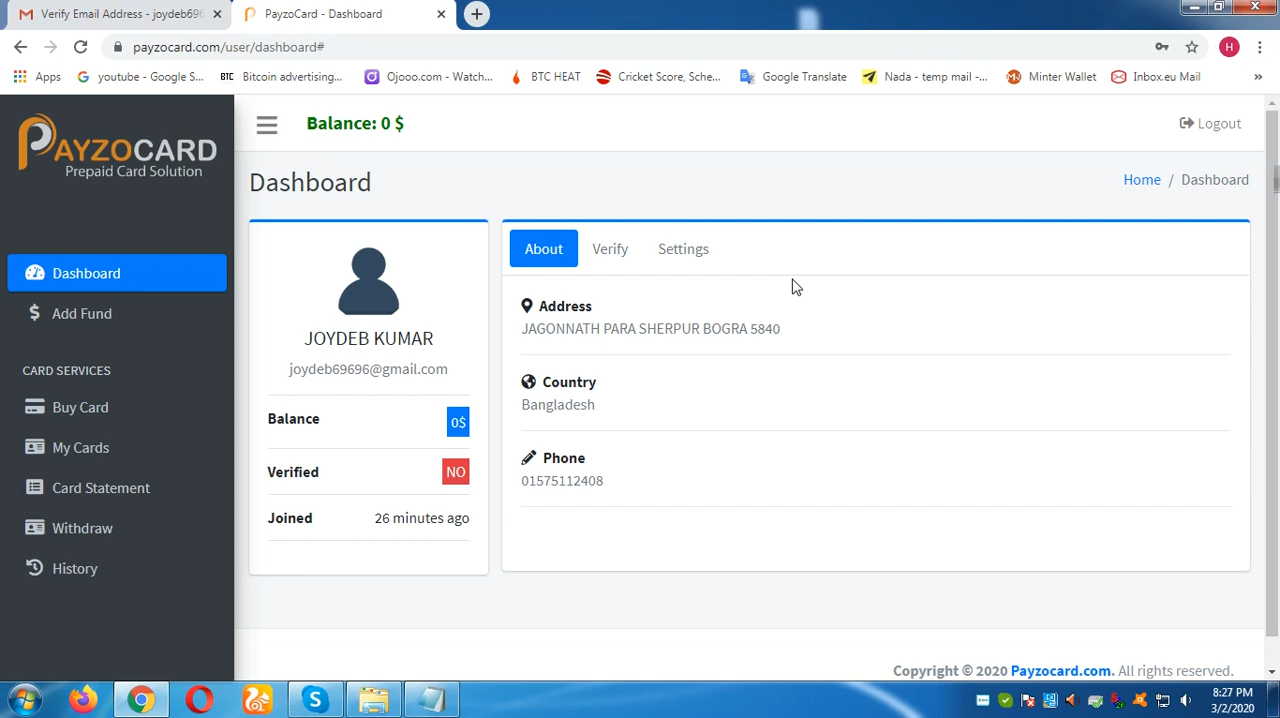 Verify Email Address - joydeb696
PayzoCard - Dashboard
payzocard.com/user/dashboard#
H
Apps
youtube - Google S...
Bitcoin advertising...
Ojooo.com - Watch...
BTC HEAT
Cricket Score, Sche...
Google Translate
Nada - temp mail -...
Minter Wallet
Inbox.eu Mail
»
PAYZOCARD
Prepaid Card Solution
Balance: 0 $
Logout
Dashboard
Home / Dashboard
Dashboard
Add Fund
CARD SERVICES
Buy Card
My Cards
Card Statement
Withdraw
History
JOYDEB KUMAR
joydeb69696@gmail.com
Balance 0$
Verified NO
Joined 26 minutes ago
About Verify Settings
Address
JAGONNATH PARA SHERPUR BOGRA 5840
Country
Bangladesh
Phone
01575112408
Copyright © 2020 Payzocard.com. All rights reserved.
8:27 PM
3/2/2020